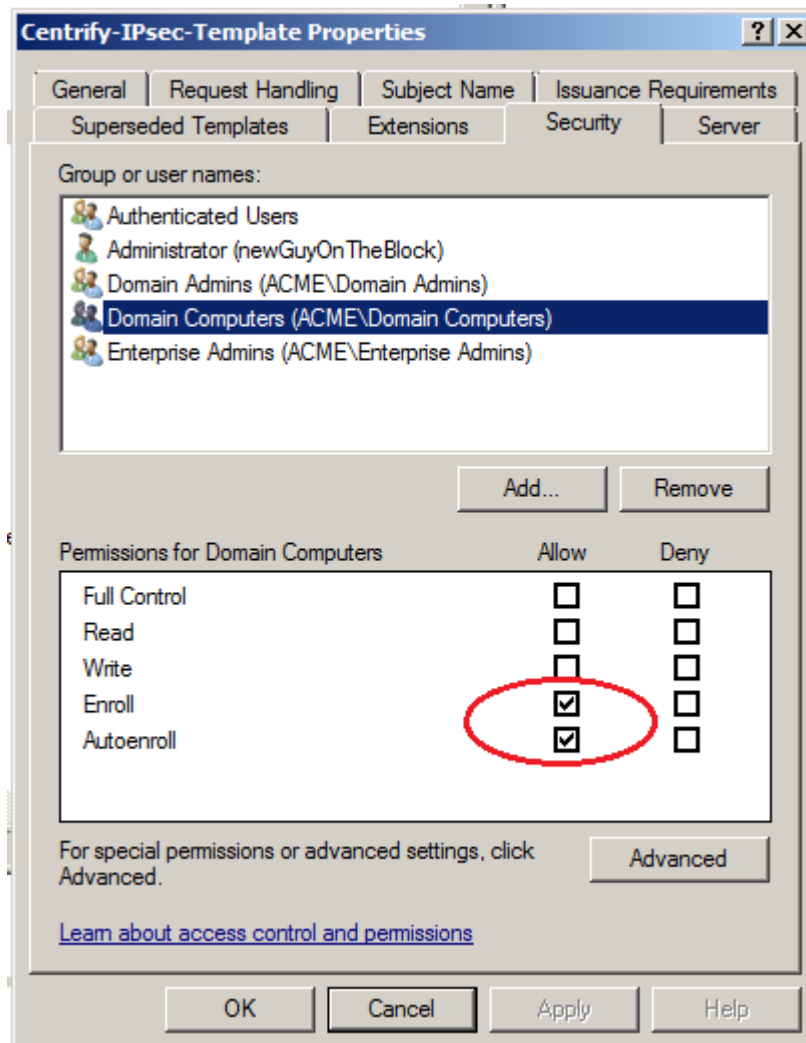 Centrify-IPsec-Template Properties
General Request Handling Subject Name Issuance Requirements
Superseded Templates Extensions Security Server
Group or user names:
Authenticated Users
Administrator (newGuyOnTheBlock)
Domain Admins (ACME\Domain Admins)
Domain Computers (ACME\Domain Computers)
Enterprise Admins (ACME\Enterprise Admins)
Add... Remove
Permissions for Domain Computers Allow Deny
Full Control
Read
Write
Enroll
Autoenroll
For special permissions or advanced settings, click
Advanced.
Advanced
Learn about access control and permissions
OK Cancel Apply Help